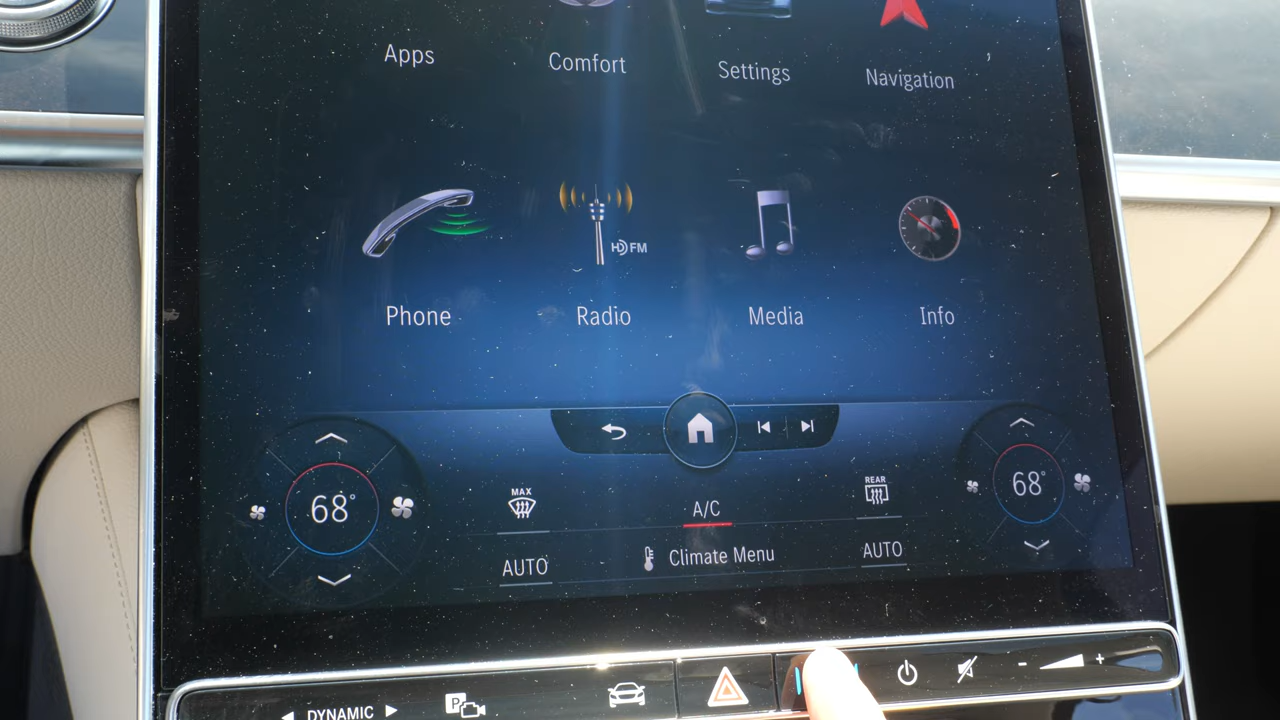 Apps Comfort Settings Navigation
HD FM
Phone Radio Media Info
68° MAX A/C REAR 68°
AUTO Climate Menu AUTO
DYNAMIC P - +